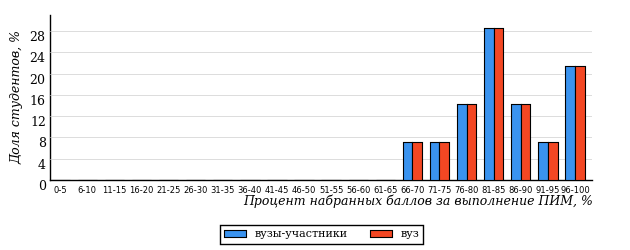 Доля студентов, %
28
24
20
16
12
8
4
0
0-5 6-10 11-15 16-20 21-25 26-30 31-35 36-40 41-45 46-50 51-55 56-60 61-65 66-70 71-75 76-80 81-85 86-90 91-95 96-100
Процент набранных баллов за выполнение ПИМ, %
вузы-участники вуз